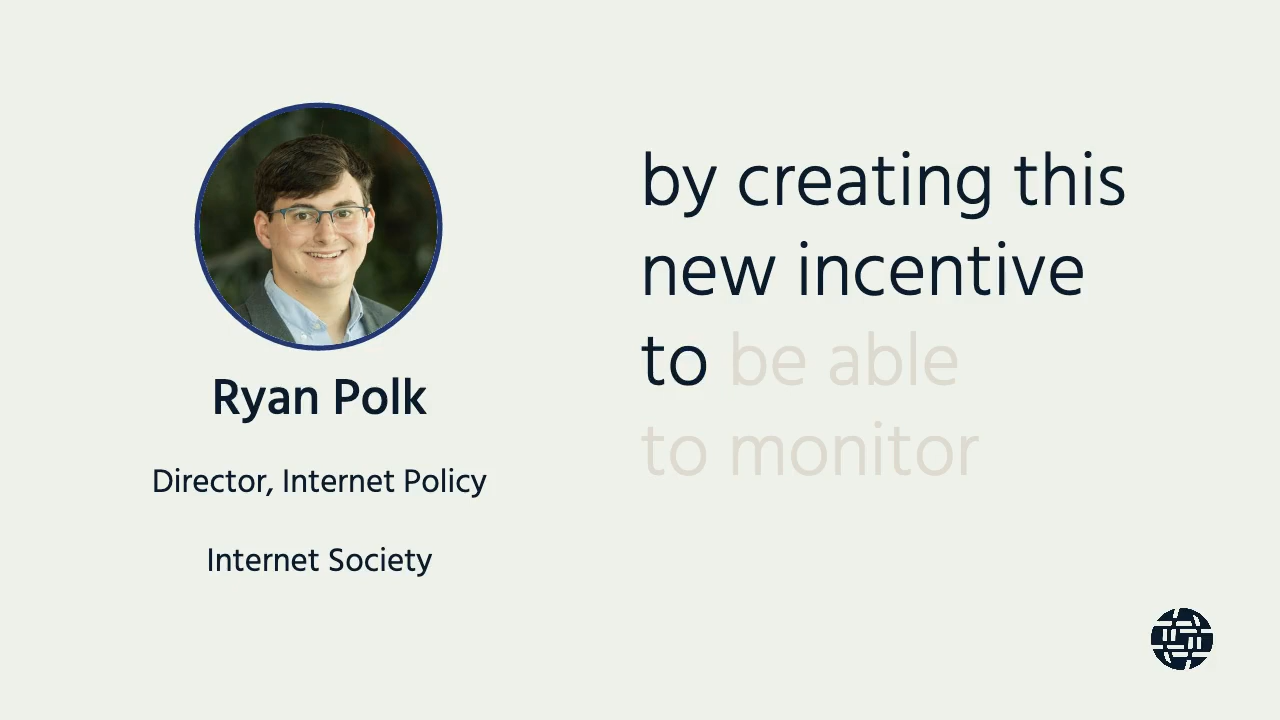 by creating this
new incentive
to be able
to monitor
Ryan Polk
Director, Internet Policy
Internet Society